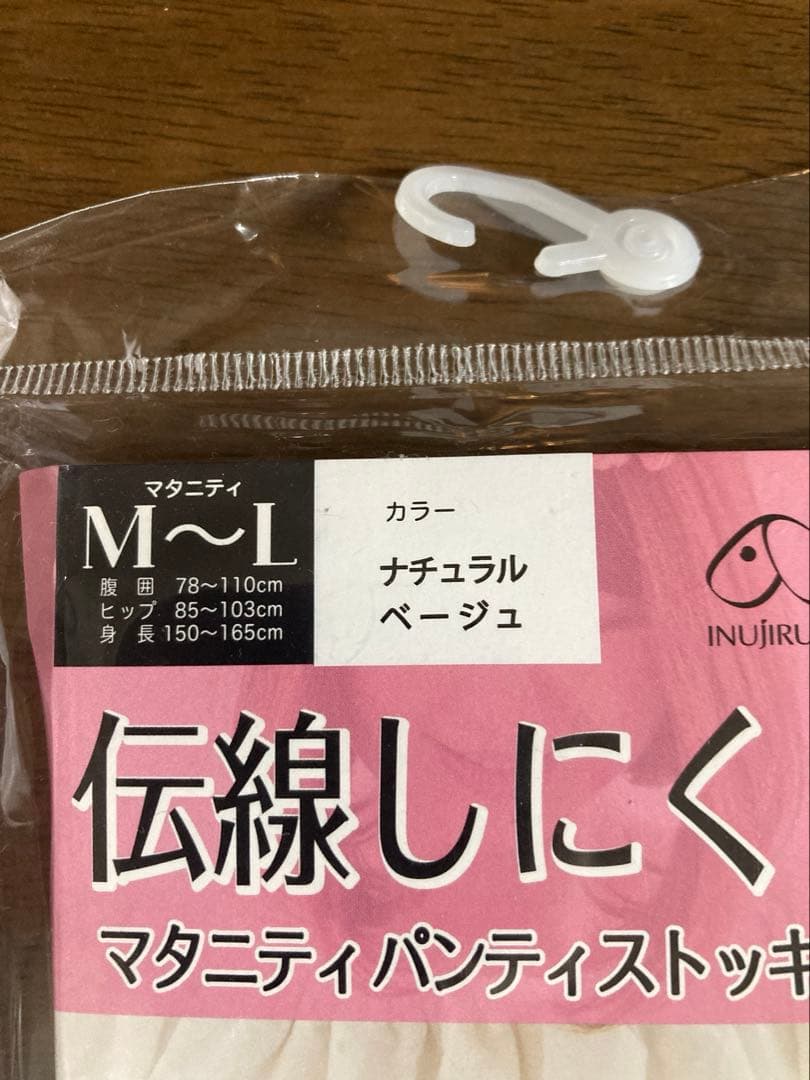 マタニティ
M〜L
腹囲 78〜110cm
ヒップ 85〜103cm
身長 150〜165cm
カラー
ナチュラル
ベージュ
INUJIRU
伝線しにく
マタニティパンティストッキ